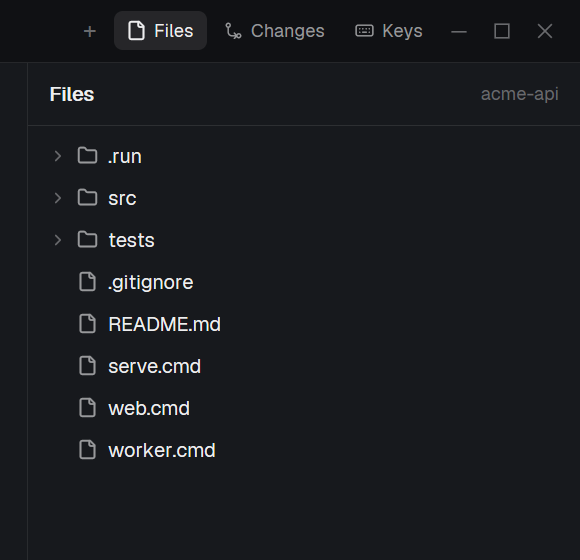 Files Changes Keys
Files acme-api
.run
src
tests
.gitignore
README.md
serve.cmd
web.cmd
worker.cmd